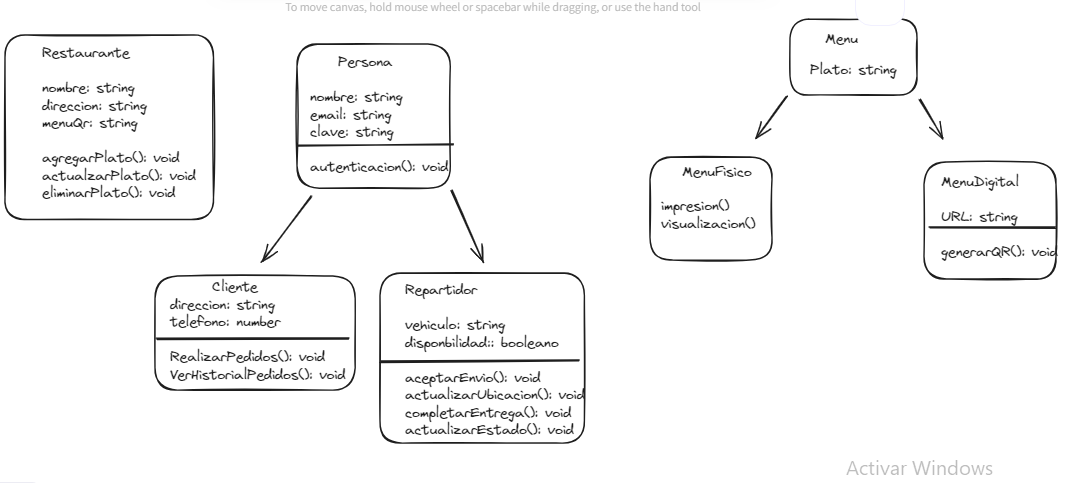 To move canvas, hold mouse wheel or spacebar while dragging, or use the hand tool
Restaurante
nombre: string
direccion: string
menuQr: string
agregarPlato(): void
actualzarPlato(): void
eliminarPlato(): void
Persona
nombre: string
email: string
clave: string
autenticacion(): void
Cliente
direccion: string
telefono: number
RealizarPedidos(): void
VerHistorialPedidos(): void
Repartidor
vehiculo: string
disponbilidad:: booleano
aceptarEnvio(): void
actualizarUbicacion(): void
completarEntrega(): void
actualizarEstado(): void
Menu
Plato: string
MenuFisico
impresion()
visualizacion()
MenuDigital
URL: string
generarQR(): void
Activar Windows